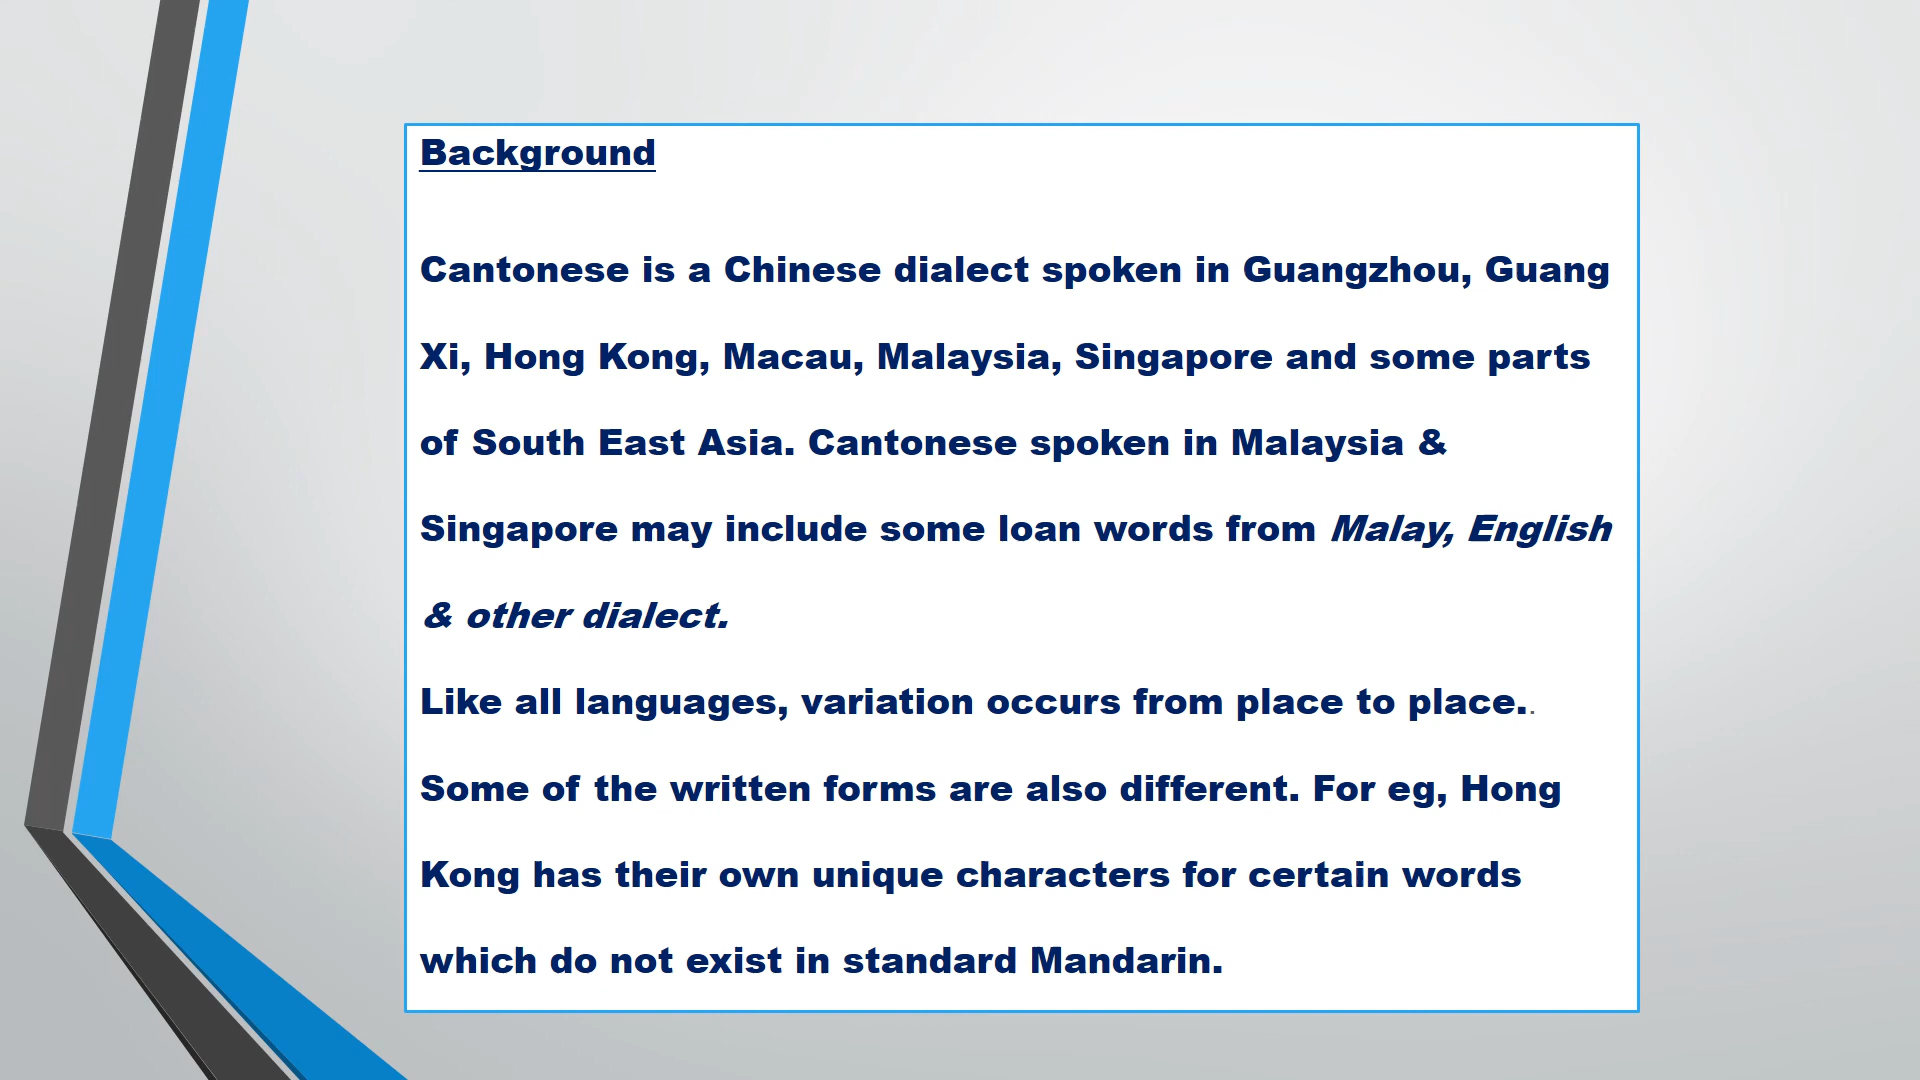 Background
Cantonese is a Chinese dialect spoken in Guangzhou, Guang
Xi, Hong Kong, Macau, Malaysia, Singapore and some parts
of South East Asia. Cantonese spoken in Malaysia &
Singapore may include some loan words from Malay, English
& other dialect.
Like all languages, variation occurs from place to place..
Some of the written forms are also different. For eg, Hong
Kong has their own unique characters for certain words
which do not exist in standard Mandarin.